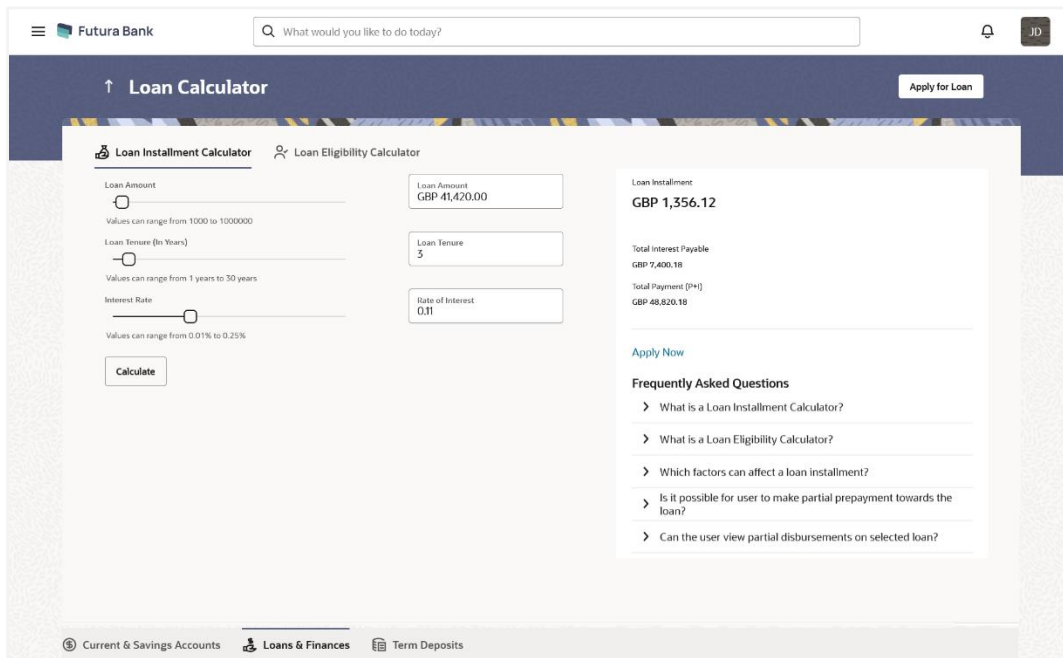 Futura Bank
What would you like to do today?
JD
↑ Loan Calculator
Apply for Loan
Loan Installment Calculator
Loan Eligibility Calculator
Loan Amount
Values can range from 1000 to 1000000
Loan Amount
GBP 41,420.00
Loan Tenure (In Years)
Values can range from 1 years to 30 years
Loan Tenure
3
Interest Rate
Values can range from 0.01% to 0.25%
Rate of Interest
0.11
Calculate
Loan Installment
GBP 1,356.12
Total Interest Payable
GBP 7,400.18
Total Payment (P+I)
GBP 48,820.18
Apply Now
Frequently Asked Questions
What is a Loan Installment Calculator?
What is a Loan Eligibility Calculator?
Which factors can affect a loan installment?
Is it possible for user to make partial prepayment towards the
loan?
Can the user view partial disbursements on selected loan?
Current & Savings Accounts
Loans & Finances
Term Deposits